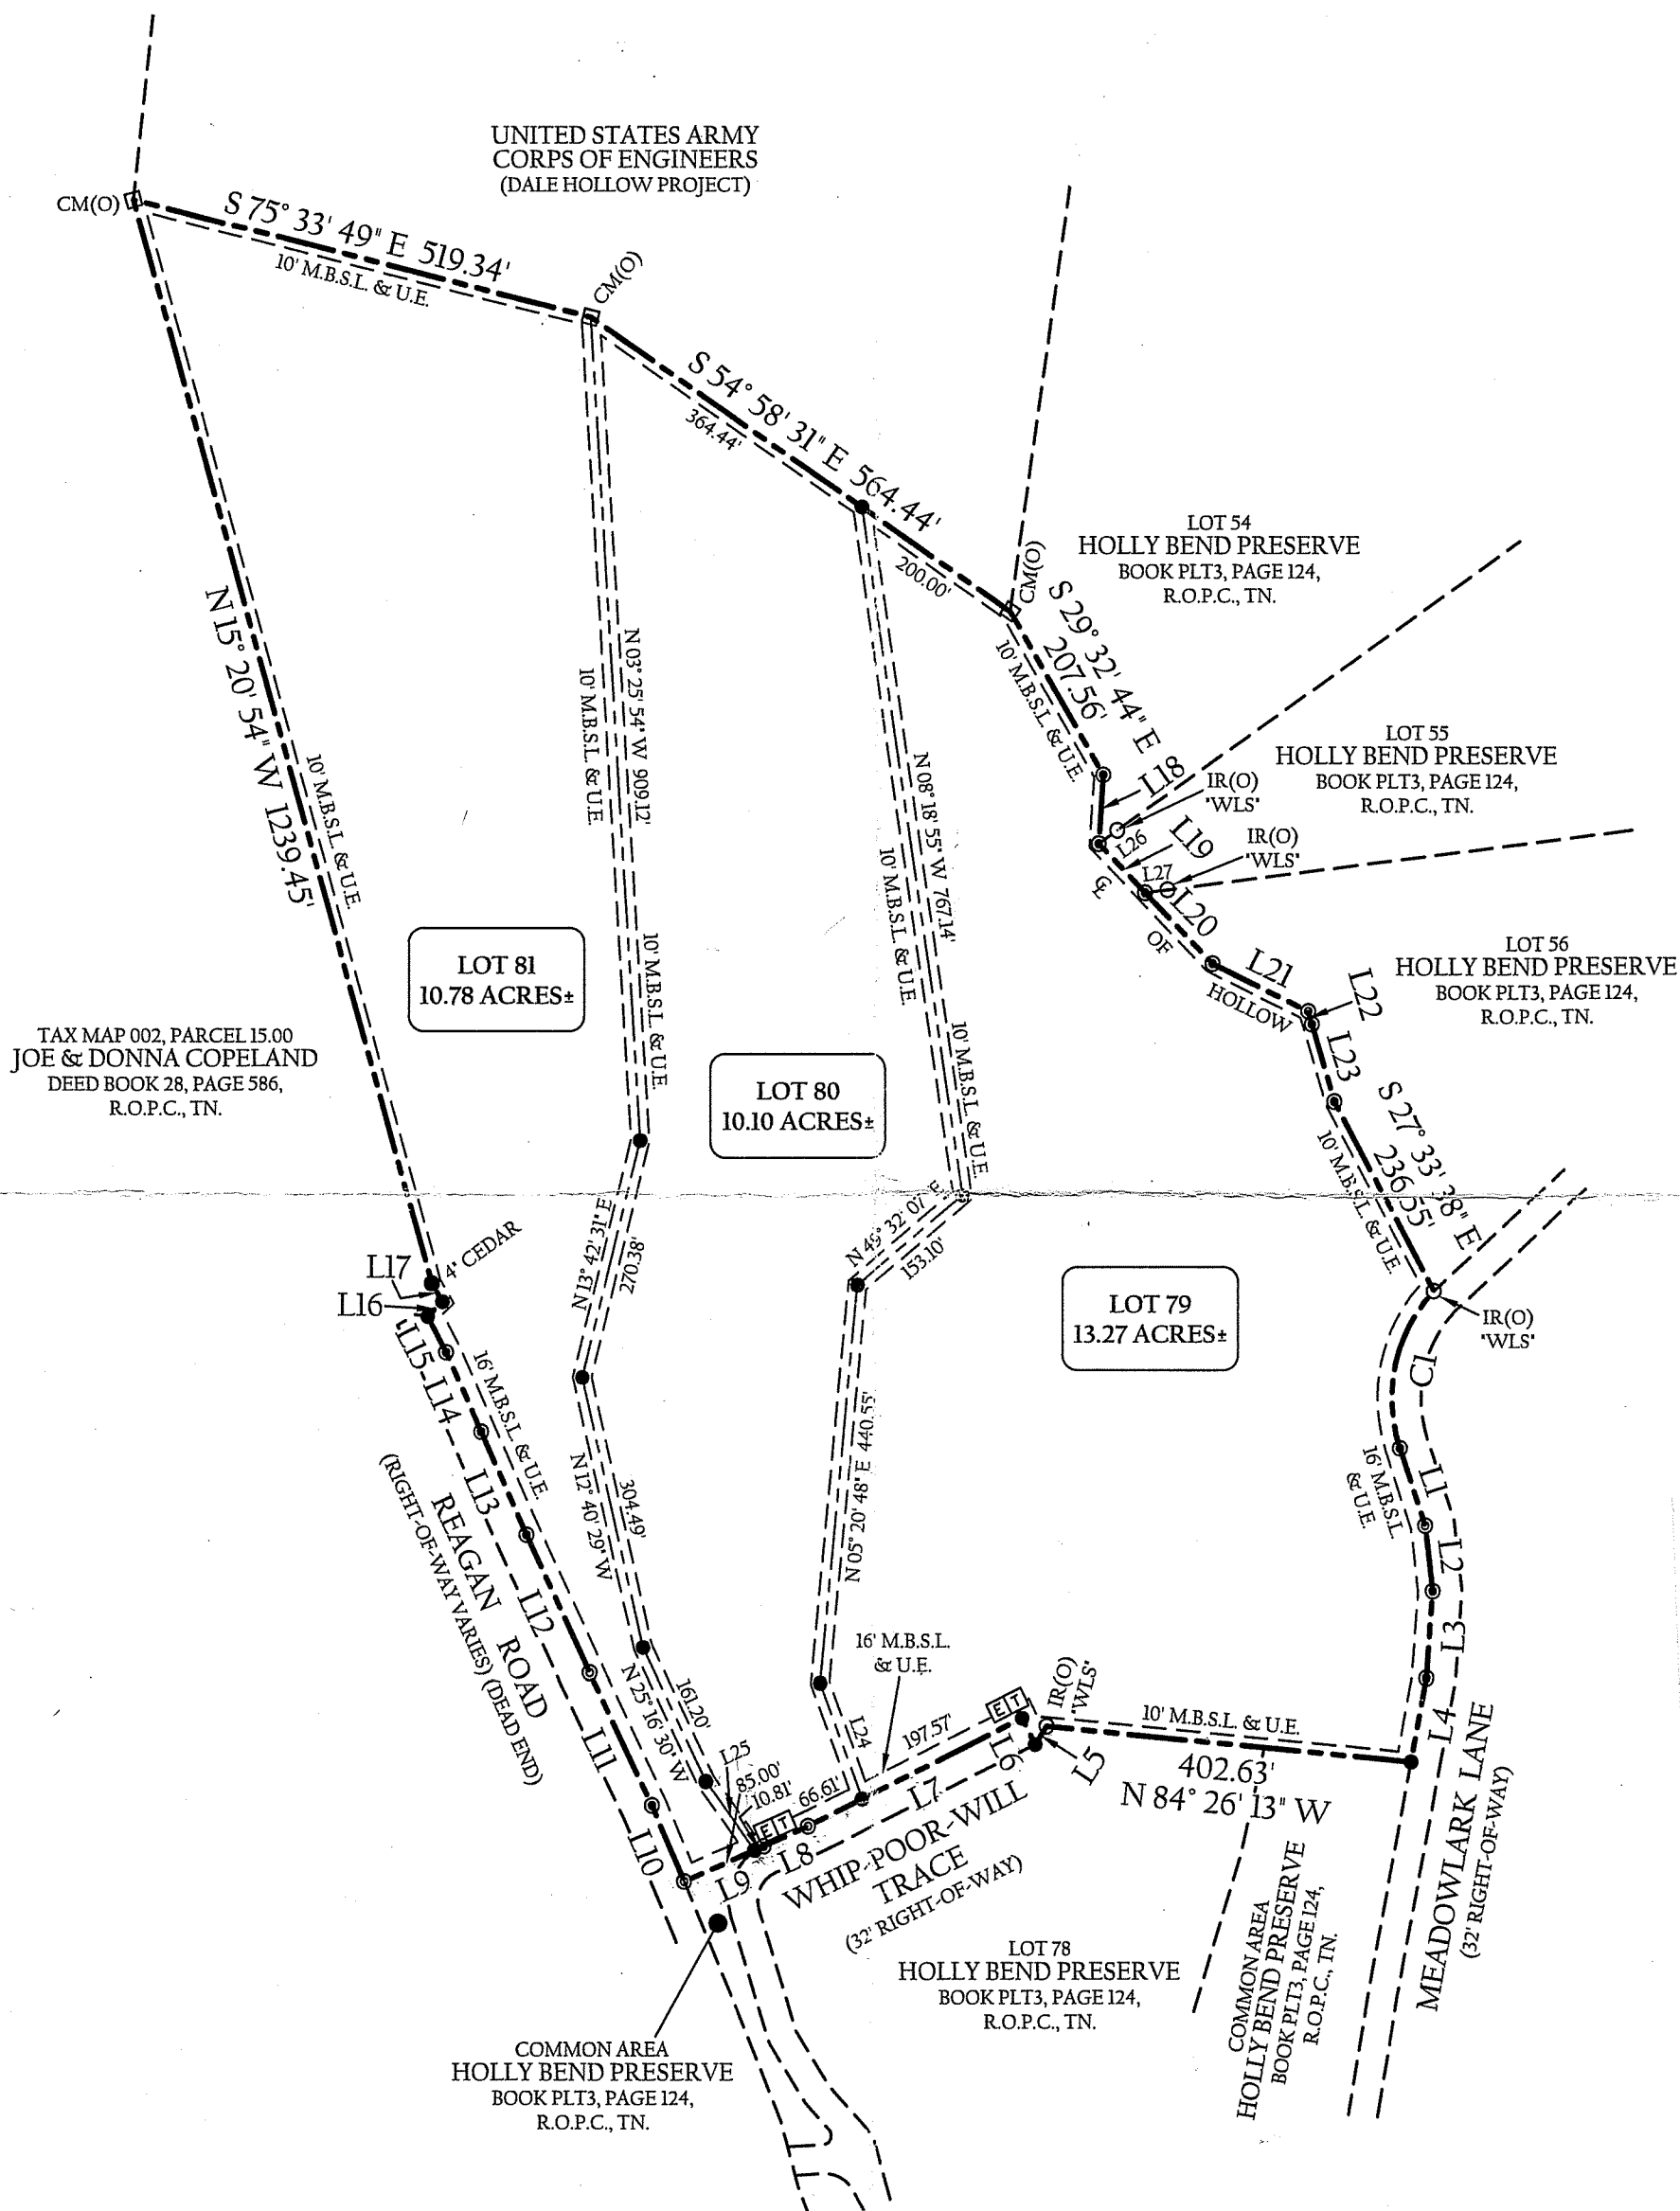 UNITED STATES ARMY
CORPS OF ENGINEERS
(DALE HOLLOW PROJECT)
CM(O)
S 75° 33' 49" E 519.34'
10' M.B.S.L. & U.E.
CM(O)
S 54° 58' 31" E 564.44'
364.44'
200.00'
CM(O)
LOT 54
HOLLY BEND PRESERVE
BOOK PLT3, PAGE 124,
R.O.P.C., TN.
S 29° 32' 44" E
207.56'
10' M.B.S.L. & U.E.
N 15° 20' 54" W 1239.45'
10' M.B.S.L. & U.E.
N 03° 25' 54" W 909.12'
10' M.B.S.L. & U.E.
10' M.B.S.L. & U.E.
N 08° 18' 55" W 767.14'
10' M.B.S.L. & U.E.
10' M.B.S.L. & U.E.
LOT 55
HOLLY BEND PRESERVE
BOOK PLT3, PAGE 124,
R.O.P.C., TN.
L18
IR(O)
"WLS"
L26
L19
IR(O)
"WLS"
L27
L20
℄
OF
HOLLOW
L21
L22
L23
LOT 56
HOLLY BEND PRESERVE
BOOK PLT3, PAGE 124,
R.O.P.C., TN.
LOT 81
10.78 ACRES±
TAX MAP 002, PARCEL 15.00
JOE & DONNA COPELAND
DEED BOOK 28, PAGE 586,
R.O.P.C., TN.
LOT 80
10.10 ACRES±
S 27° 33' 38" E
236.55'
10' M.B.S.L. & U.E.
N 49° 32' 07" E
153.10'
N 13° 42' 31" E
270.38'
4" CEDAR
L17
L16
L15
L14
LOT 79
13.27 ACRES±
IR(O)
"WLS"
C1
16' M.B.S.L. & U.E.
L13
N 12° 40' 29" W
304.49'
N 05° 20' 48" E 440.55'
16' M.B.S.L.
& U.E.
L1
L2
L3
L4
REAGAN ROAD
(RIGHT-OF-WAY VARIES) (DEAD END)
L12
L11
L10
N 25° 16' 30" W
161.20'
L25
85.00'
10.81'
66.61'
L24
16' M.B.S.L.
& U.E.
197.57'
E T
IR(O)
"WLS"
L6
L5
10' M.B.S.L. & U.E.
402.63'
N 84° 26' 13" W
L7
E T
L8
L9
WHIP-POOR-WILL
TRACE
(32' RIGHT-OF-WAY)
MEADOWLARK LANE
(32' RIGHT-OF-WAY)
LOT 78
HOLLY BEND PRESERVE
BOOK PLT3, PAGE 124,
R.O.P.C., TN.
COMMON AREA
HOLLY BEND PRESERVE
BOOK PLT3, PAGE 124,
R.O.P.C., TN.
COMMON AREA
HOLLY BEND PRESERVE
BOOK PLT3, PAGE 124,
R.O.P.C., TN.